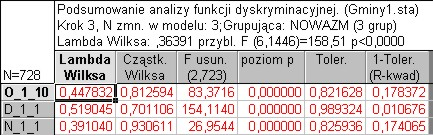 Podsumowanie analizy funkcji dyskryminacyjnej. (Gminy1.sta)
Krok 3, N zmn. w modelu: 3;Grupująca: NOWAZM (3 grup)
Lambda Wilksa: ,36391 przybl. F (6,1446)=158,51 p<0,0000
N=728 Lambda Wilksa Cząstk. Wilksa F usun. (2,723) poziom p Toler. 1-Toler. (R-kwad)
O_1_10 0,447832 0,812594 83,3716 0,000000 0,821628 0,178372
D_1_1 0,519045 0,701106 154,1140 0,000000 0,989324 0,010676
N_1_1 0,391040 0,930611 26,9544 0,000000 0,825936 0,174065